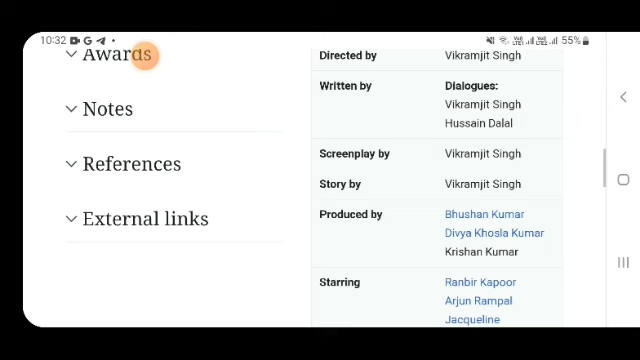 10:32
55%
Awards
Notes
References
External links
Directed by Vikramjit Singh
Written by Dialogues:
Vikramjit Singh
Hussain Dalal
Screenplay by Vikramjit Singh
Story by Vikramjit Singh
Produced by Bhushan Kumar
Divya Khosla Kumar
Krishan Kumar
Starring Ranbir Kapoor
Arjun Rampal
Jacqueline